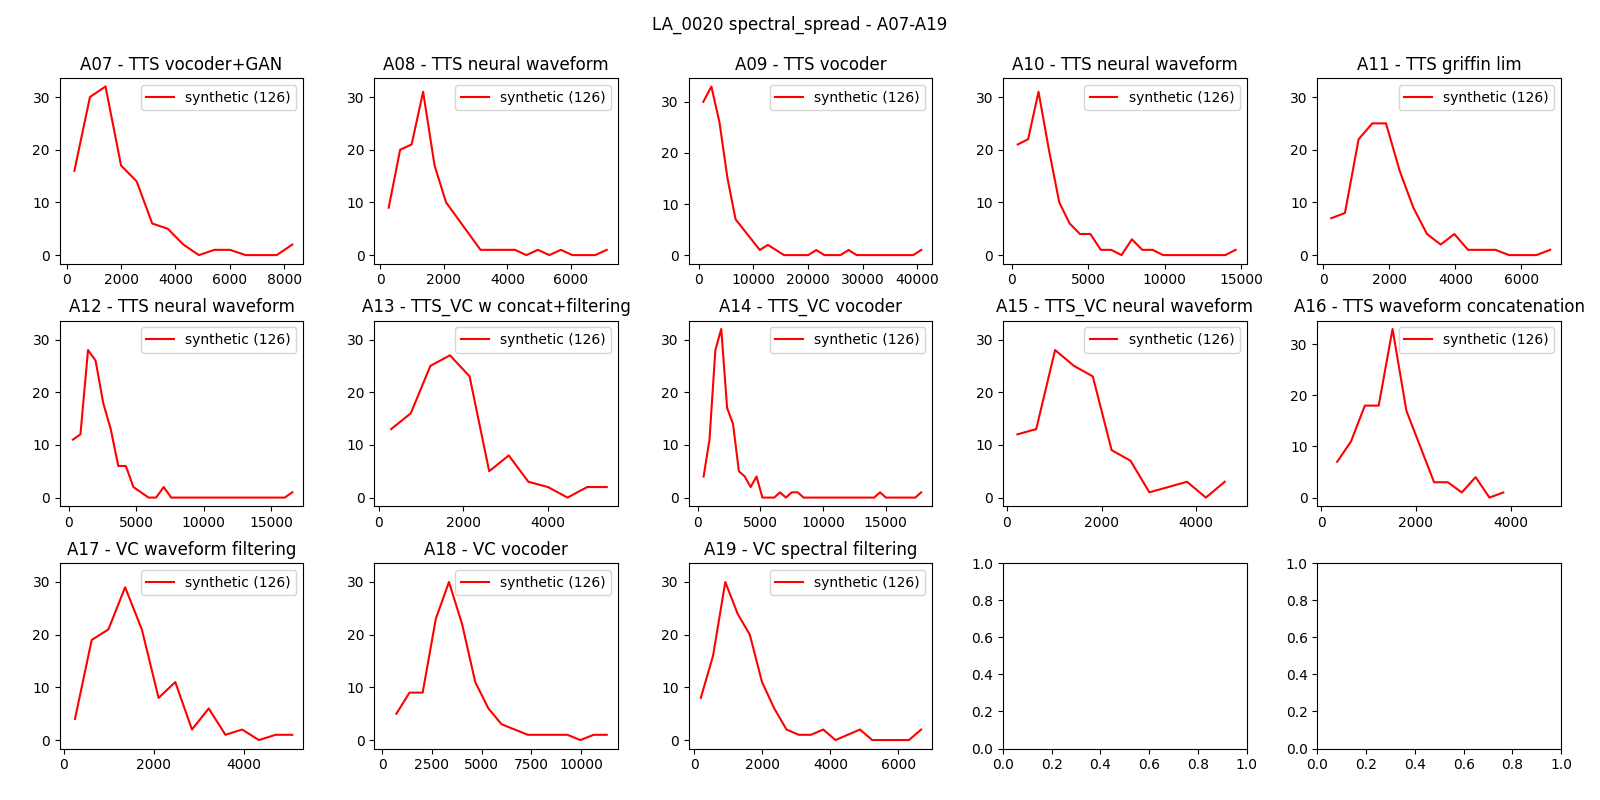 LA_0020 spectral_spread - A07-A19
A07 - TTS vocoder+GAN
synthetic (126)
30
20
10
0
0 2000 4000 6000 8000
A08 - TTS neural waveform
synthetic (126)
30
20
10
0
0 2000 4000 6000
A09 - TTS vocoder
synthetic (126)
30
20
10
0
0 10000 20000 30000 40000
A10 - TTS neural waveform
synthetic (126)
30
20
10
0
0 5000 10000 15000
A11 - TTS griffin lim
synthetic (126)
30
20
10
0
0 2000 4000 6000
A12 - TTS neural waveform
synthetic (126)
30
20
10
0
0 5000 10000 15000
A13 - TTS_VC w concat+filtering
synthetic (126)
30
20
10
0
0 2000 4000
A14 - TTS_VC vocoder
synthetic (126)
30
20
10
0
0 5000 10000 15000
A15 - TTS_VC neural waveform
synthetic (126)
30
20
10
0
0 2000 4000
A16 - TTS waveform concatenation
synthetic (126)
30
20
10
0
0 2000 4000
A17 - VC waveform filtering
synthetic (126)
30
20
10
0
0 2000 4000
A18 - VC vocoder
synthetic (126)
30
20
10
0
0 2500 5000 7500 10000
A19 - VC spectral filtering
synthetic (126)
30
20
10
0
0 2000 4000 6000
1.0
0.8
0.6
0.4
0.2
0.0
0.0 0.2 0.4 0.6 0.8 1.0
1.0
0.8
0.6
0.4
0.2
0.0
0.0 0.2 0.4 0.6 0.8 1.0